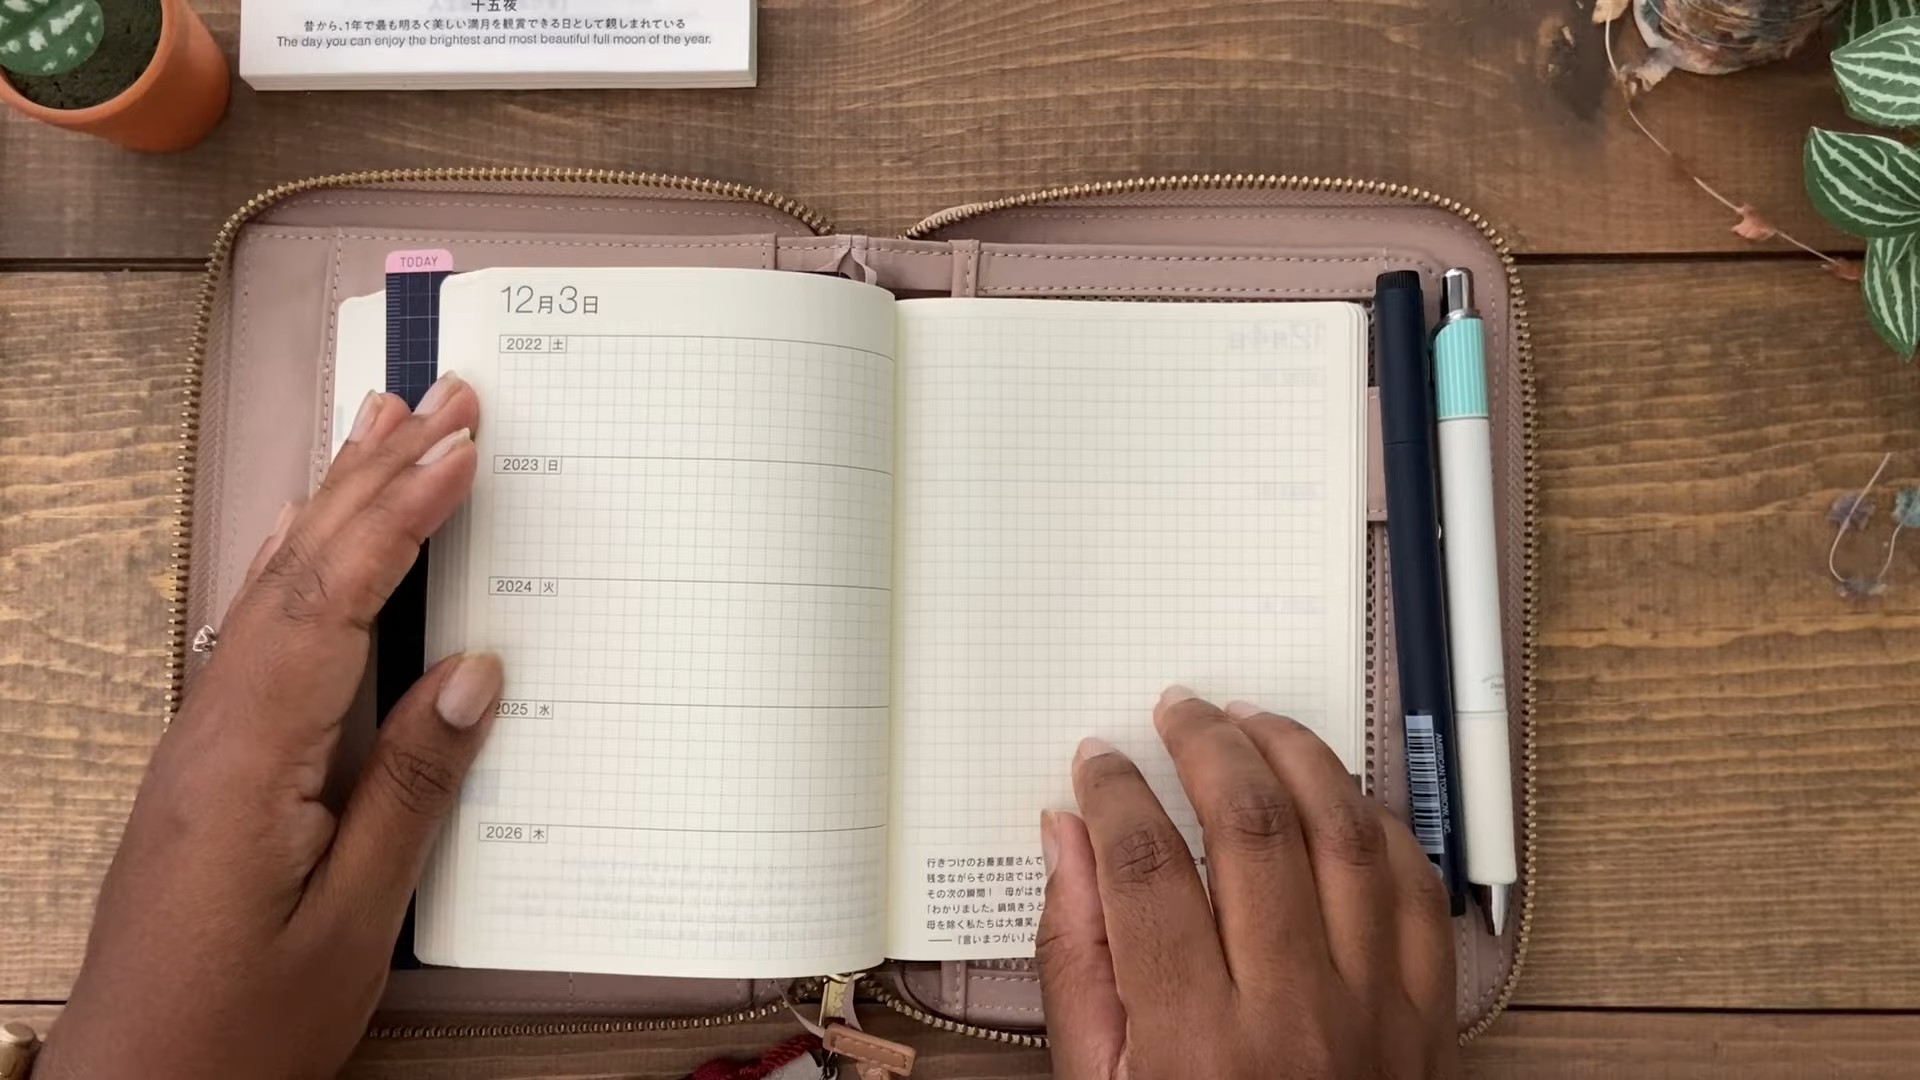 十五夜
昔から、1年で最も明るく美しい満月を観賞できる日として親しまれている
The day you can enjoy the brightest and most beautiful full moon of the year.
TODAY
12月3日
2022 土
2023 日
2024 火
2025 水
2026 木
行きつけのお蕎麦屋さんで
残念ながらそのお店ではや
その次の瞬間！ 母がはき
「わかりました。鍋焼きうど
母を除く私たちは大爆笑。
——『言いまつがい』よ
AMERICAN TOMBOW, INC.